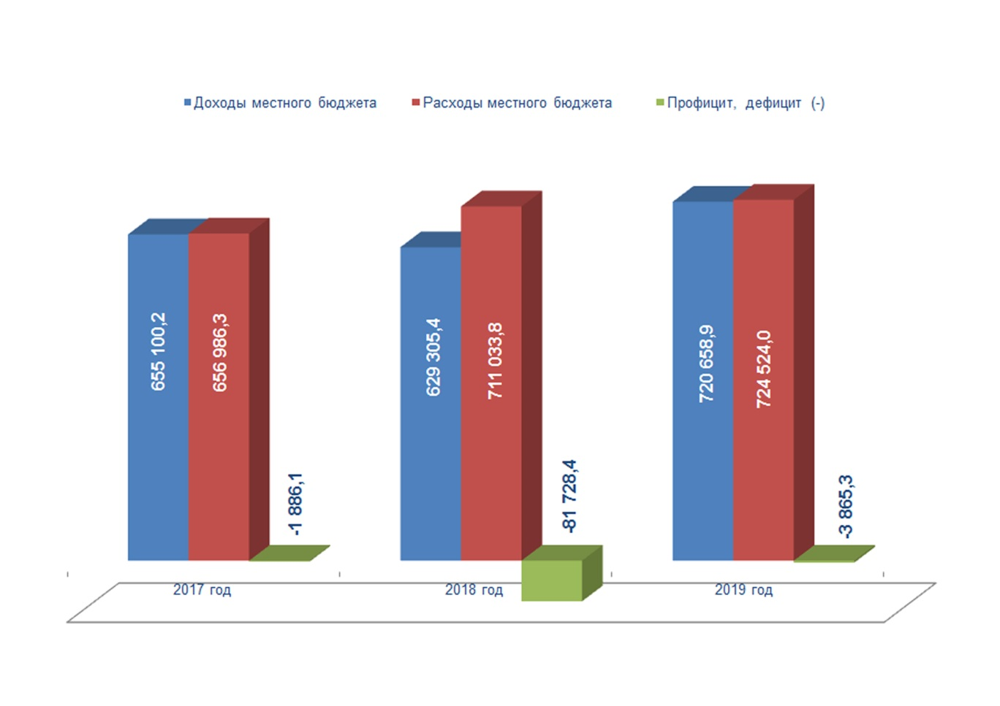 Доходы местного бюджета
Расходы местного бюджета
Профицит, дефицит (-)
655 100,2
656 986,3
-1 886,1
629 305,4
711 033,8
-81 728,4
720 658,9
724 524,0
-3 865,3
2017 год
2018 год
2019 год